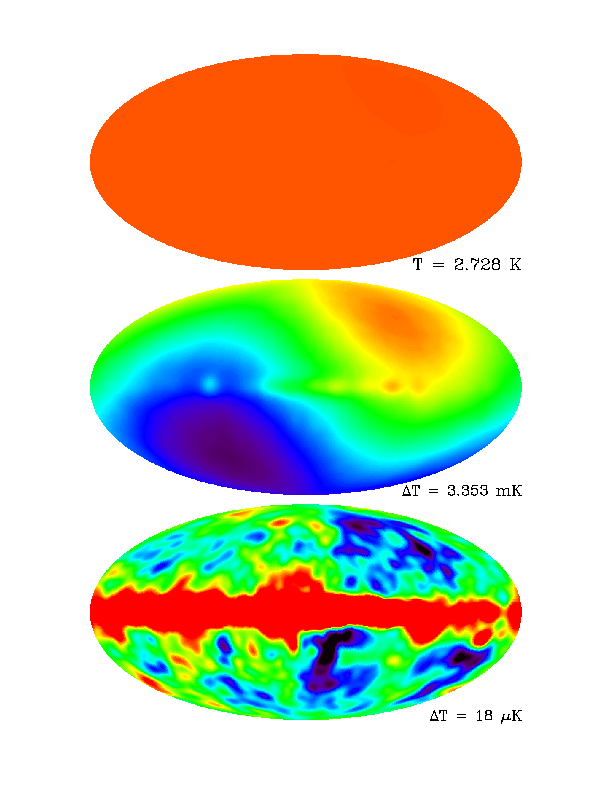 T = 2.728 K
ΔT = 3.353 mK
ΔT = 18 μK